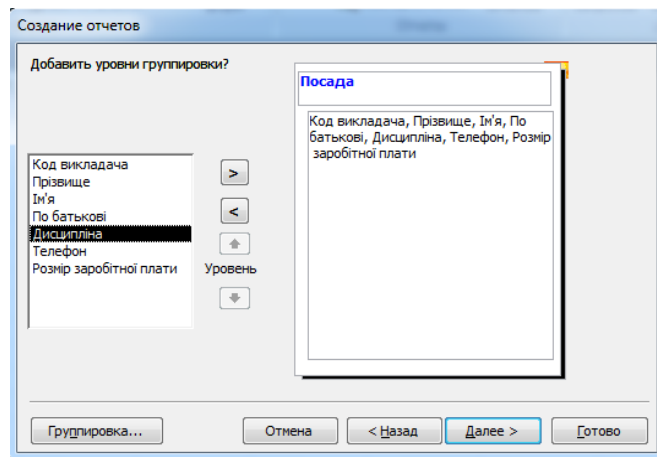 Создание отчетов
Добавить уровни группировки?
Посада
Код викладача, Прізвище, Ім'я, По
батькові, Дисципліна, Телефон, Розмір
заробітної плати
Код викладача
Прізвище
Ім'я
По батькові
Дисципліна
Телефон
Розмір заробітної плати
>
<
Уровень
Группировка...
Отмена
< Назад
Далее >
Готово